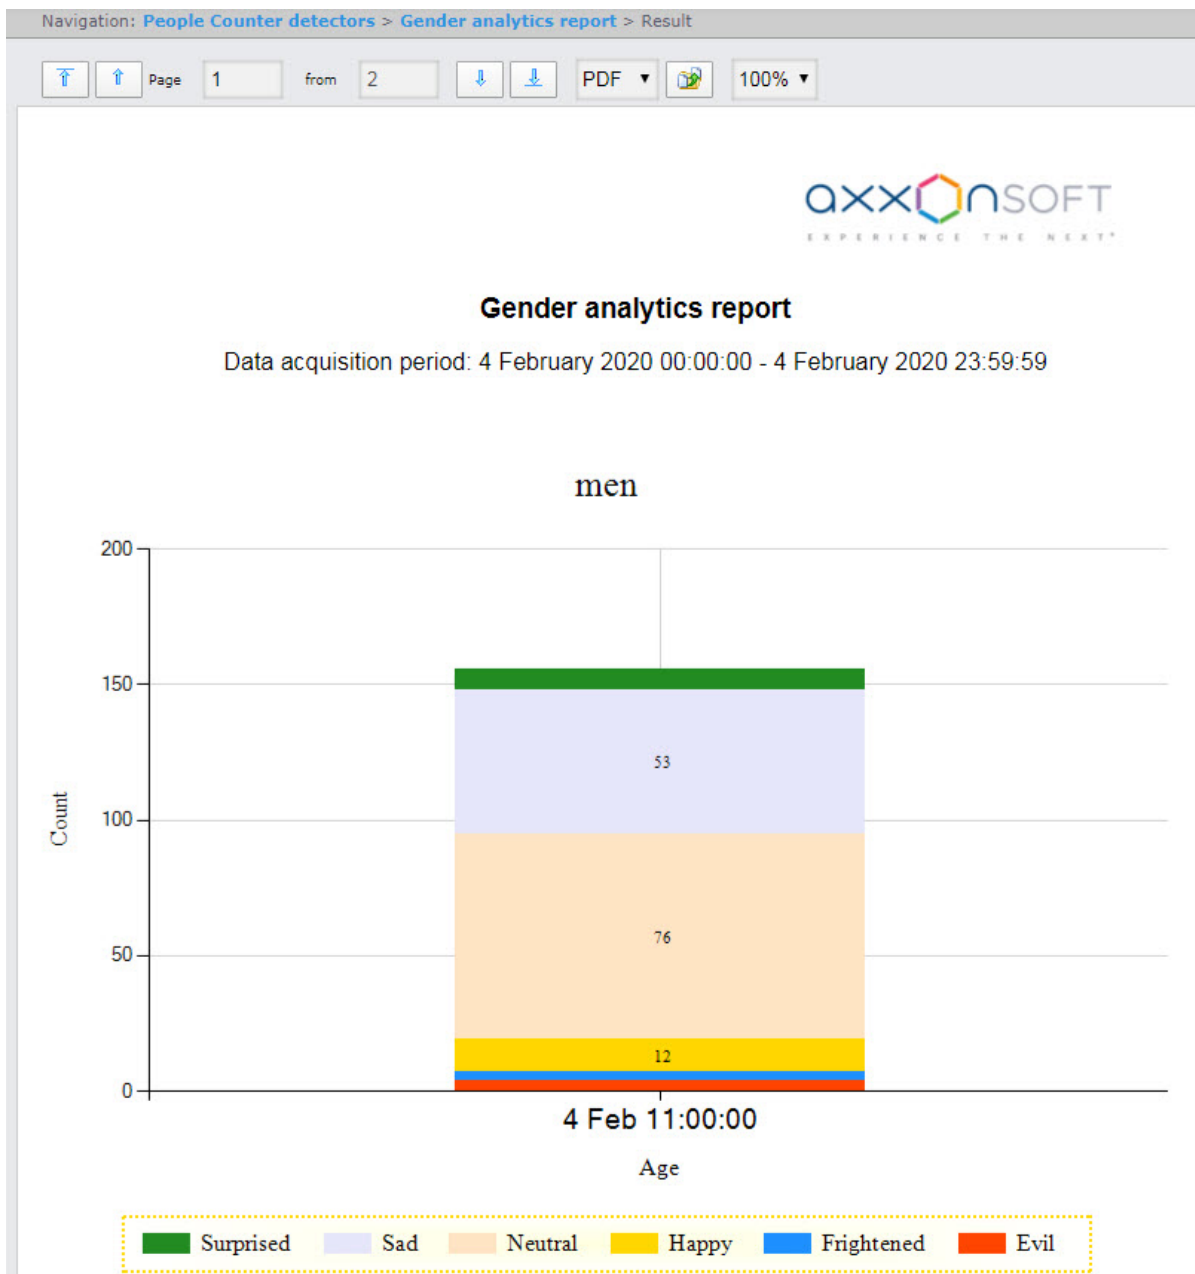 Navigation: People Counter detectors > Gender analytics report > Result
Page 1 from 2 PDF 100%
axxonsoft
EXPERIENCE THE NEXT
Gender analytics report
Data acquisition period: 4 February 2020 00:00:00 - 4 February 2020 23:59:59
men
200
150
53
Count
100
76
50
12
0
4 Feb 11:00:00
Age
Surprised Sad Neutral Happy Frightened Evil